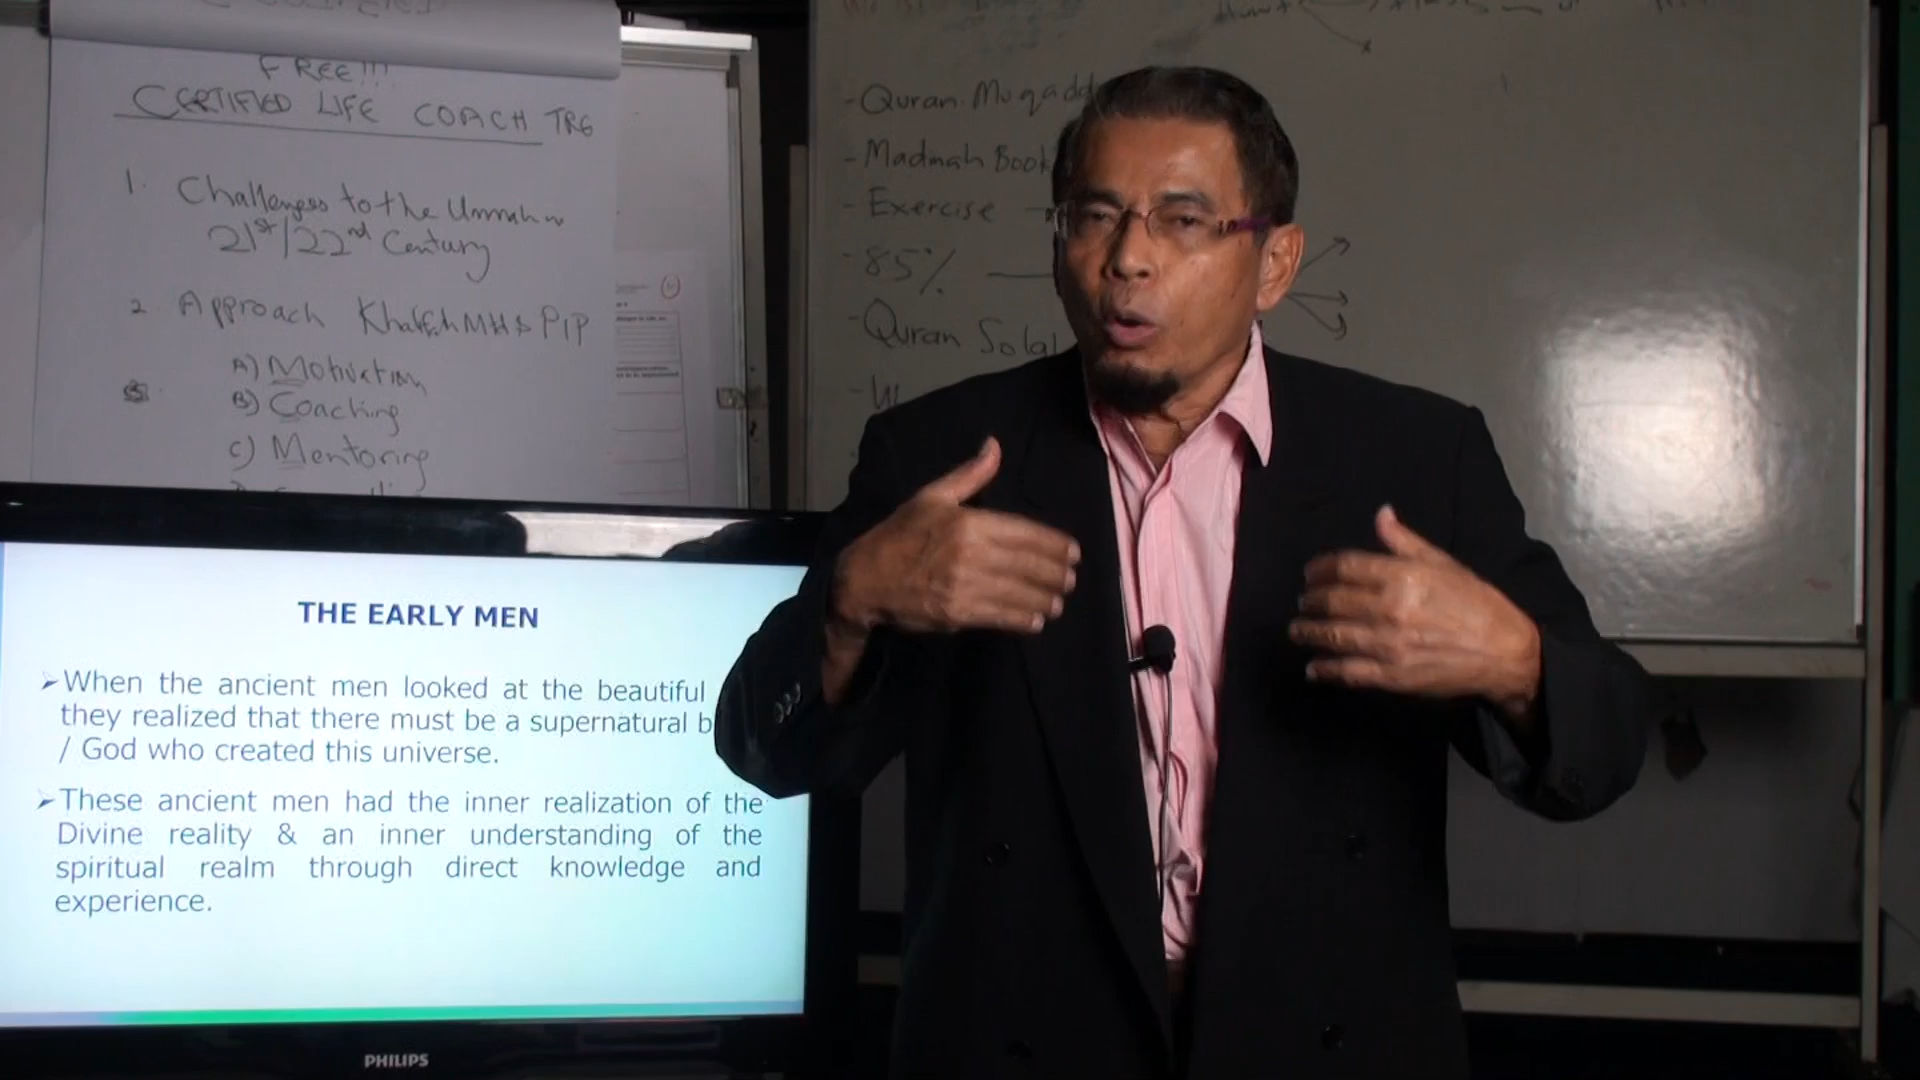 FREE!!!
CERTIFIED LIFE COACH TRG
1. Challenges to the Ummah
21st/22nd Century
2. Approach
PIP
A) Motivation
B) Coaching
C) Mentoring
- Quran Muqadd
- Madinah Book
- Exercise
- 85%
- Quran Solat
THE EARLY MEN
➢When the ancient men looked at the beautiful
they realized that there must be a supernatural b
/ God who created this universe.
➢These ancient men had the inner realization of the
Divine reality & an inner understanding of the
spiritual realm through direct knowledge and
experience.
PHILIPS